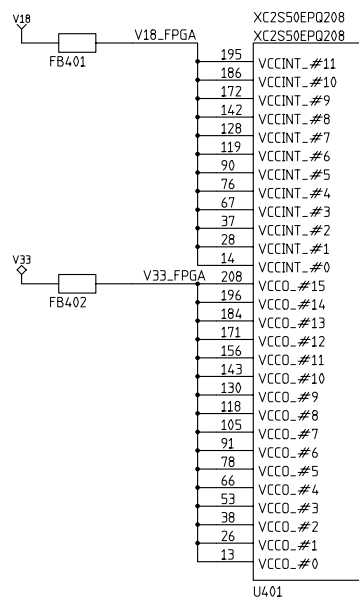 XC2S50EPQ208
V18
V18_FPGA
XC2S50EPQ208
FB401
195 VCCINT_#11
186 VCCINT_#10
172 VCCINT_#9
142 VCCINT_#8
128 VCCINT_#7
119 VCCINT_#6
90 VCCINT_#5
76 VCCINT_#4
67 VCCINT_#3
37 VCCINT_#2
28 VCCINT_#1
14 VCCINT_#0
V33
V33_FPGA
FB402
208 VCCO_#15
196 VCCO_#14
184 VCCO_#13
171 VCCO_#12
156 VCCO_#11
143 VCCO_#10
130 VCCO_#9
118 VCCO_#8
105 VCCO_#7
91 VCCO_#6
78 VCCO_#5
66 VCCO_#4
53 VCCO_#3
38 VCCO_#2
26 VCCO_#1
13 VCCO_#0
U401